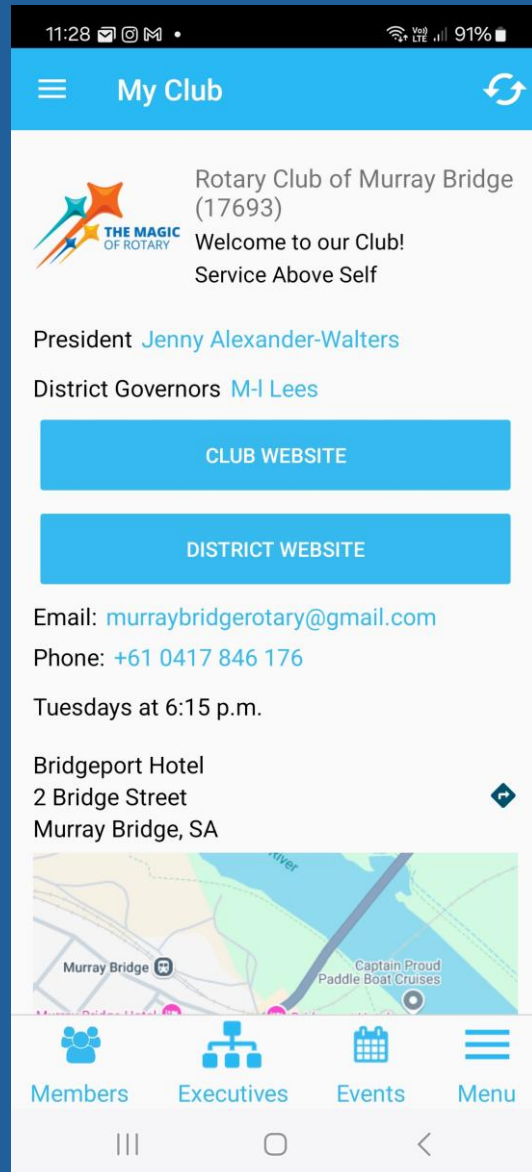 11:28
Vo)) LTE 91%
My Club
THE MAGIC
OF ROTARY
Rotary Club of Murray Bridge
(17693)
Welcome to our Club!
Service Above Self
President Jenny Alexander-Walters
District Governors M-l Lees
CLUB WEBSITE
DISTRICT WEBSITE
Email: murraybridgerotary@gmail.com
Phone: +61 0417 846 176
Tuesdays at 6:15 p.m.
Bridgeport Hotel
2 Bridge Street
Murray Bridge, SA
River
Murray Bridge
Captain Proud
Paddle Boat Cruises
Members Executives Events Menu